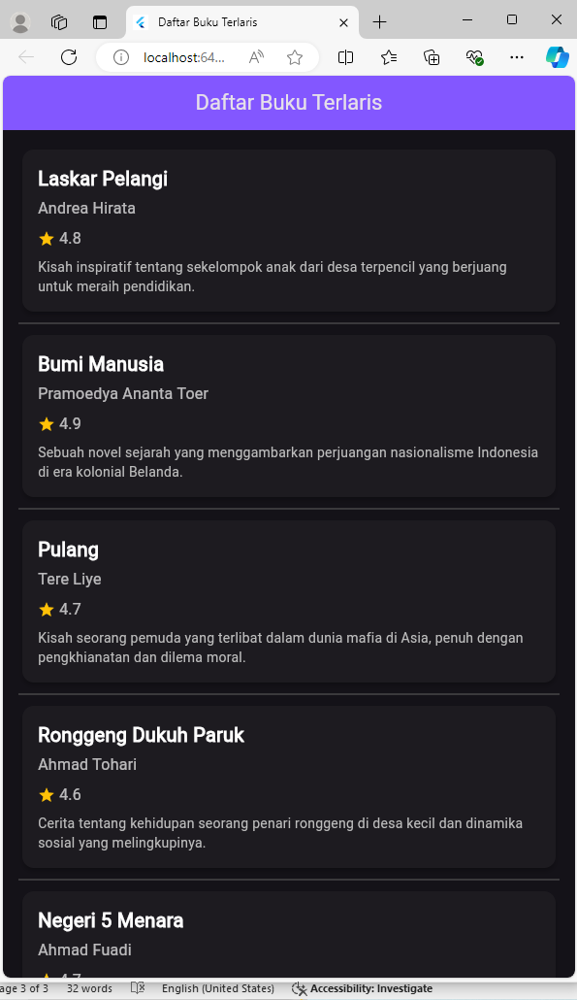 Daftar Buku Terlaris
localhost:64...
Daftar Buku Terlaris
Laskar Pelangi
Andrea Hirata
4.8
Kisah inspiratif tentang sekelompok anak dari desa terpencil yang berjuang
untuk meraih pendidikan.
Bumi Manusia
Pramoedya Ananta Toer
4.9
Sebuah novel sejarah yang menggambarkan perjuangan nasionalisme Indonesia
di era kolonial Belanda.
Pulang
Tere Liye
4.7
Kisah seorang pemuda yang terlibat dalam dunia mafia di Asia, penuh dengan
pengkhianatan dan dilema moral.
Ronggeng Dukuh Paruk
Ahmad Tohari
4.6
Cerita tentang kehidupan seorang penari ronggeng di desa kecil dan dinamika
sosial yang melingkupinya.
Negeri 5 Menara
Ahmad Fuadi
4.7
age 3 of 3 32 words English (United States) Accessibility: Investigate